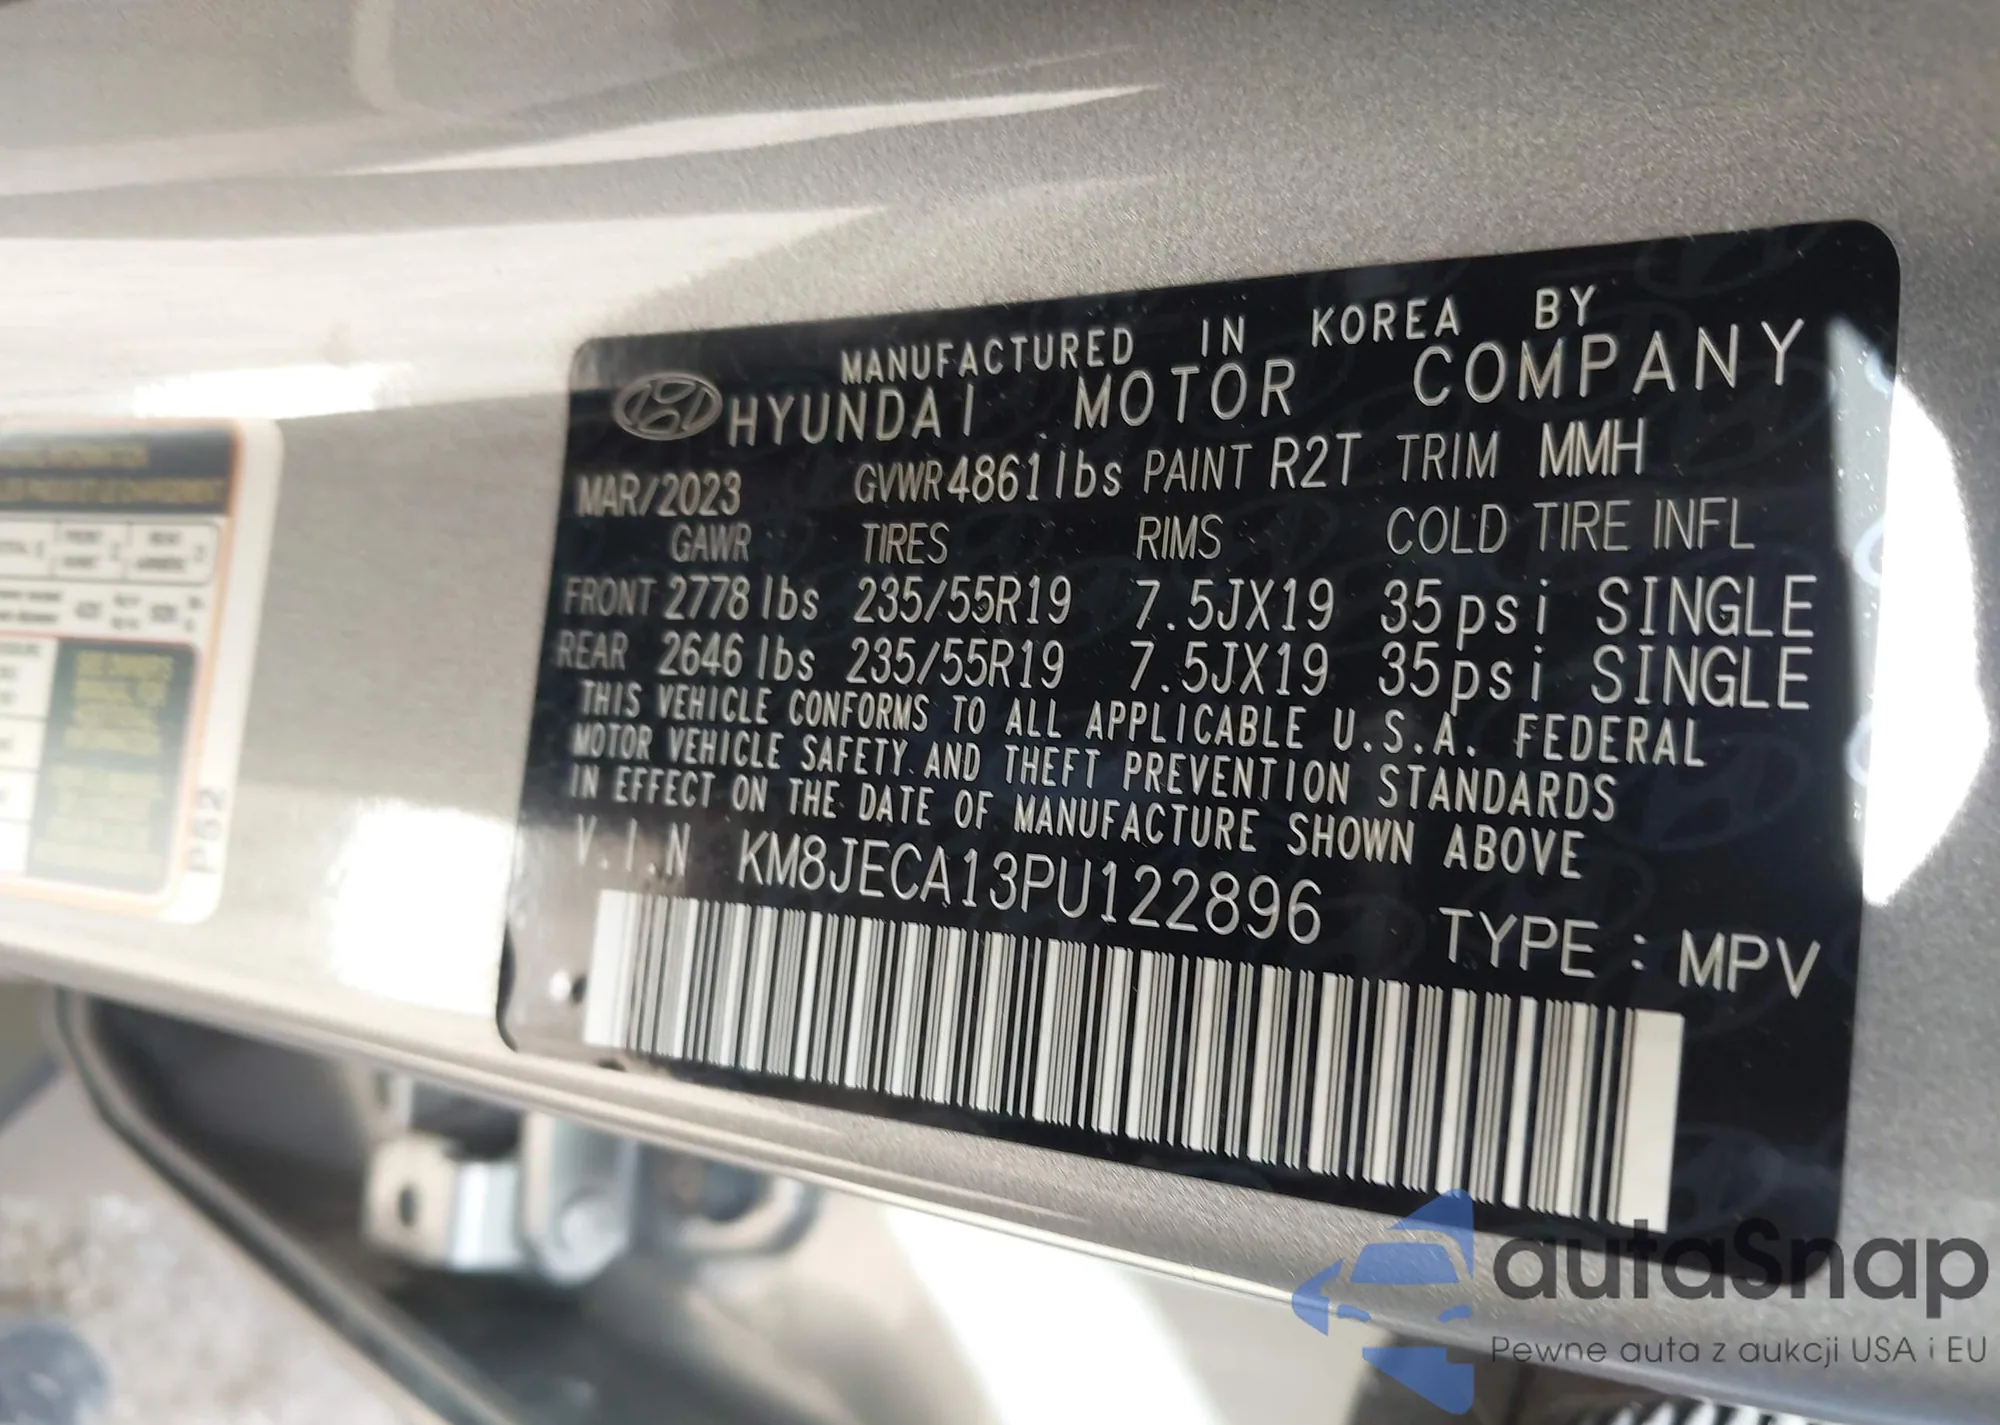 MANUFACTURED IN KOREA BY
HYUNDAI MOTOR COMPANY
MAR/2023 GVWR 4861lbs PAINT R2T TRIM MMH
GAWR TIRES RIMS COLD TIRE INFL
FRONT 2778 lbs 235/55R19 7.5JX19 35psi SINGLE
REAR 2646 lbs 235/55R19 7.5JX19 35psi SINGLE
THIS VEHICLE CONFORMS TO ALL APPLICABLE U.S.A. FEDERAL
MOTOR VEHICLE SAFETY AND THEFT PREVENTION STANDARDS
IN EFFECT ON THE DATE OF MANUFACTURE SHOWN ABOVE
V.I.N KM8JECA13PU122896
TYPE : MPV
P82
autaSnap
Pewne auta z aukcji USA i EU